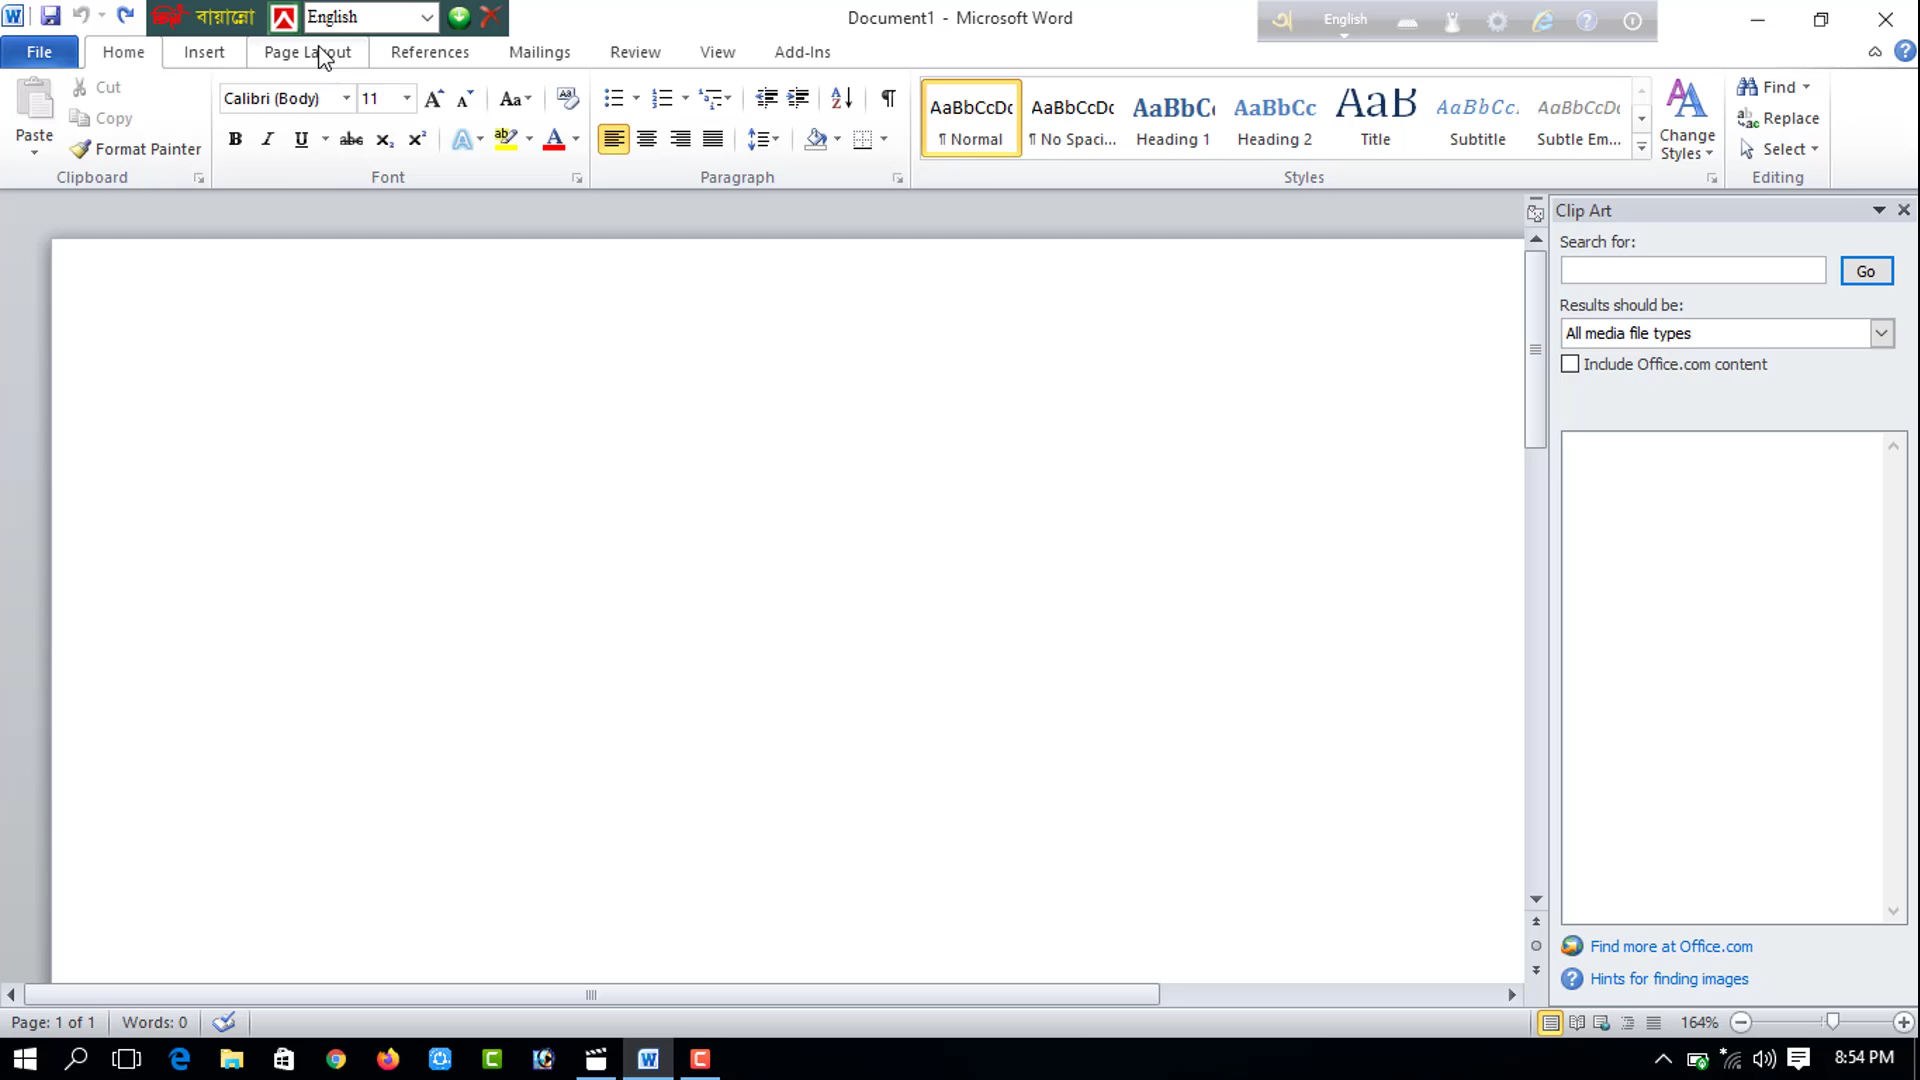 বায়ান্নো English
Document1 - Microsoft Word
English
File Home Insert Page Layout References Mailings Review View Add-Ins
Paste
Cut
Copy
Format Painter
Clipboard
Calibri (Body) 11
Font
Paragraph
AaBbCcDc AaBbCcDc AaBbC AaBbCc AaB AaBbCc. AaBbCcDc
¶ Normal ¶ No Spaci... Heading 1 Heading 2 Title Subtitle Subtle Em...
Change
Styles
Styles
Find
Replace
Select
Editing
Clip Art
Search for:
Go
Results should be:
All media file types
Include Office.com content
Find more at Office.com
Hints for finding images
Page: 1 of 1 Words: 0
164%
8:54 PM